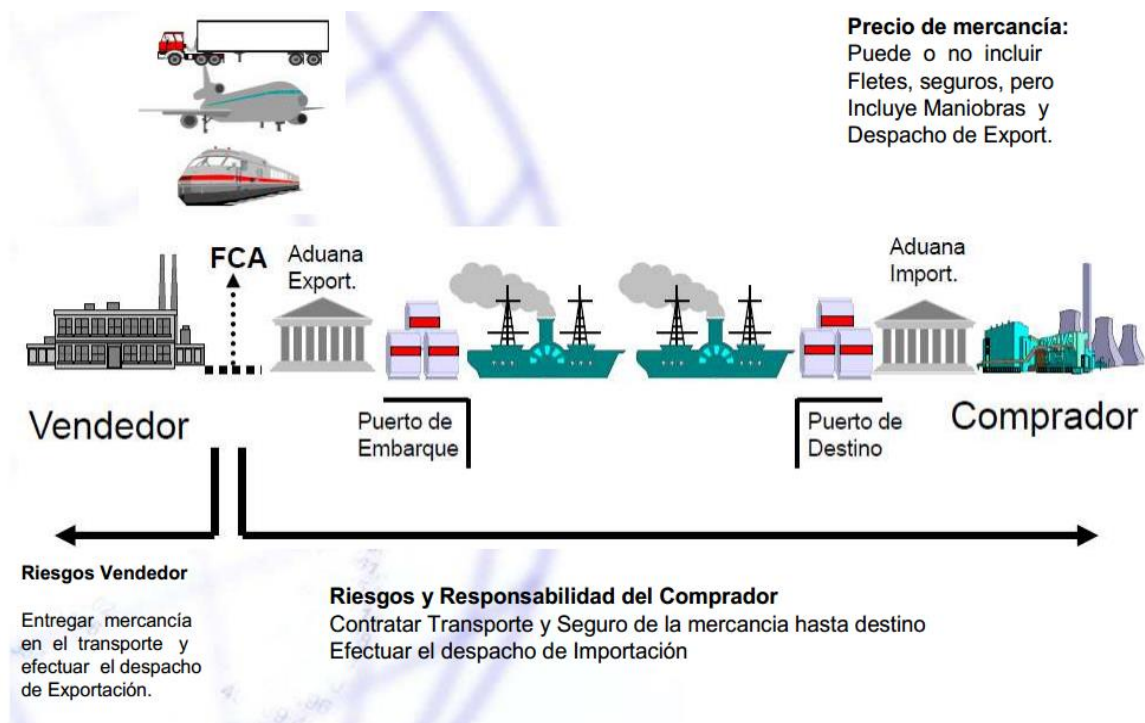 Precio de mercancía:
Puede o no incluir
Fletes, seguros, pero
Incluye Maniobras y
Despacho de Export.
FCA
Aduana
Export.
Aduana
Import.
Vendedor
Puerto de
Embarque
Puerto de
Destino
Comprador
Riesgos Vendedor
Entregar mercancía
en el transporte y
efectuar el despacho
de Exportación.
Riesgos y Responsabilidad del Comprador
Contratar Transporte y Seguro de la mercancia hasta destino
Efectuar el despacho de Importación